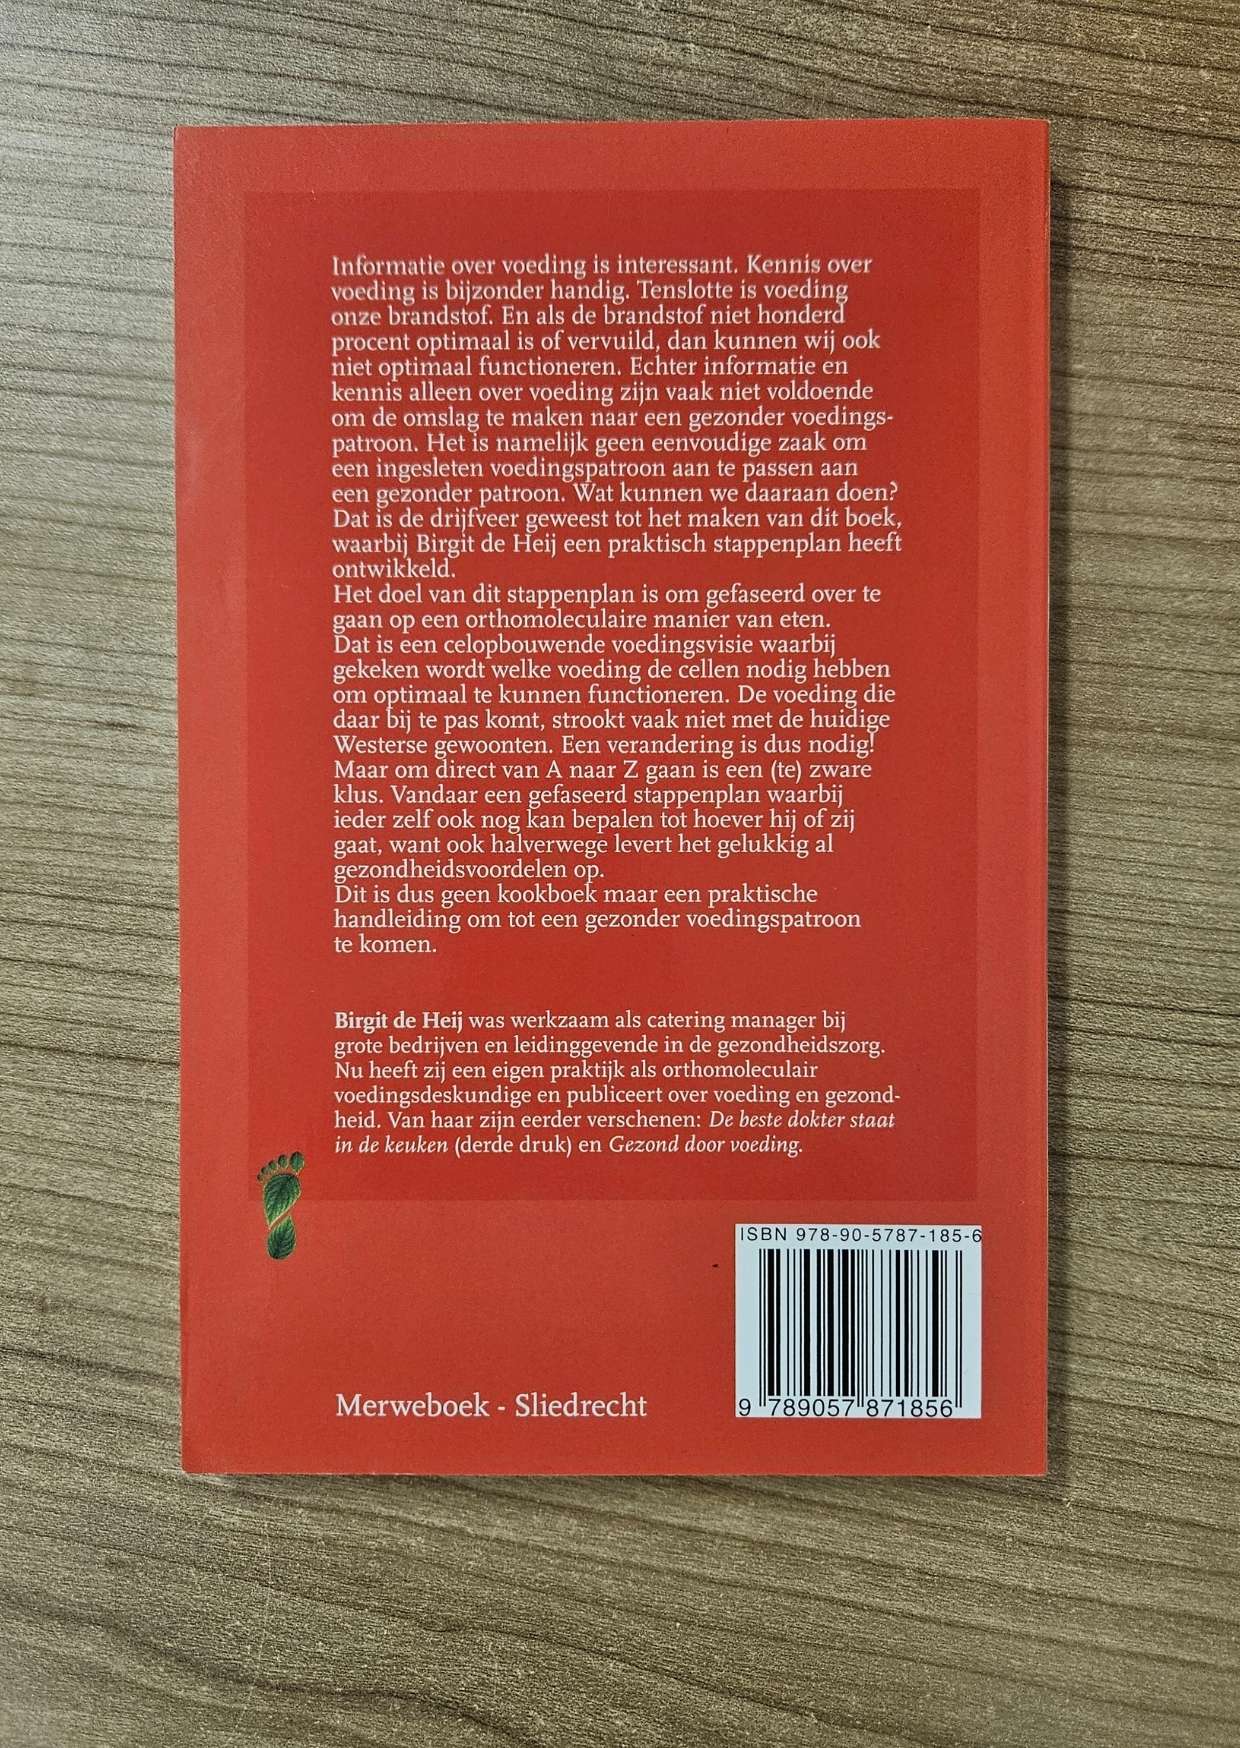 Informatie over voeding is interessant. Kennis over
voeding is bijzonder handig. Tenslotte is voeding
onze brandstof. En als de brandstof niet honderd
procent optimaal is of vervuild, dan kunnen wij ook
niet optimaal functioneren. Echter informatie en
kennis alleen over voeding zijn vaak niet voldoende
om de omslag te maken naar een gezonder voedings-
patroon. Het is namelijk geen eenvoudige zaak om
een ingesleten voedingspatroon aan te passen aan
een gezonder patroon. Wat kunnen we daaraan doen?
Dat is de drijfveer geweest tot het maken van dit boek,
waarbij Birgit de Heij een praktisch stappenplan heeft
ontwikkeld.
Het doel van dit stappenplan is om gefaseerd over te
gaan op een orthomoleculaire manier van eten.
Dat is een celopbouwende voedingsvisie waarbij
gekeken wordt welke voeding de cellen nodig hebben
om optimaal te kunnen functioneren. De voeding die
daar bij te pas komt, strookt vaak niet met de huidige
Westerse gewoonten. Een verandering is dus nodig!
Maar om direct van A naar Z gaan is een (te) zware
klus. Vandaar een gefaseerd stappenplan waarbij
ieder zelf ook nog kan bepalen tot hoever hij of zij
gaat, want ook halverwege levert het gelukkig al
gezondheidsvoordelen op.
Dit is dus geen kookboek maar een praktische
handleiding om tot een gezonder voedingspatroon
te komen.
Birgit de Heij was werkzaam als catering manager bij
grote bedrijven en leidinggevende in de gezondheidszorg.
Nu heeft zij een eigen praktijk als orthomoleculair
voedingsdeskundige en publiceert over voeding en gezond-
heid. Van haar zijn eerder verschenen: De beste dokter staat
in de keuken (derde druk) en Gezond door voeding.
ISBN 978-90-5787-185-6
9 789057 871856
Merweboek - Sliedrecht